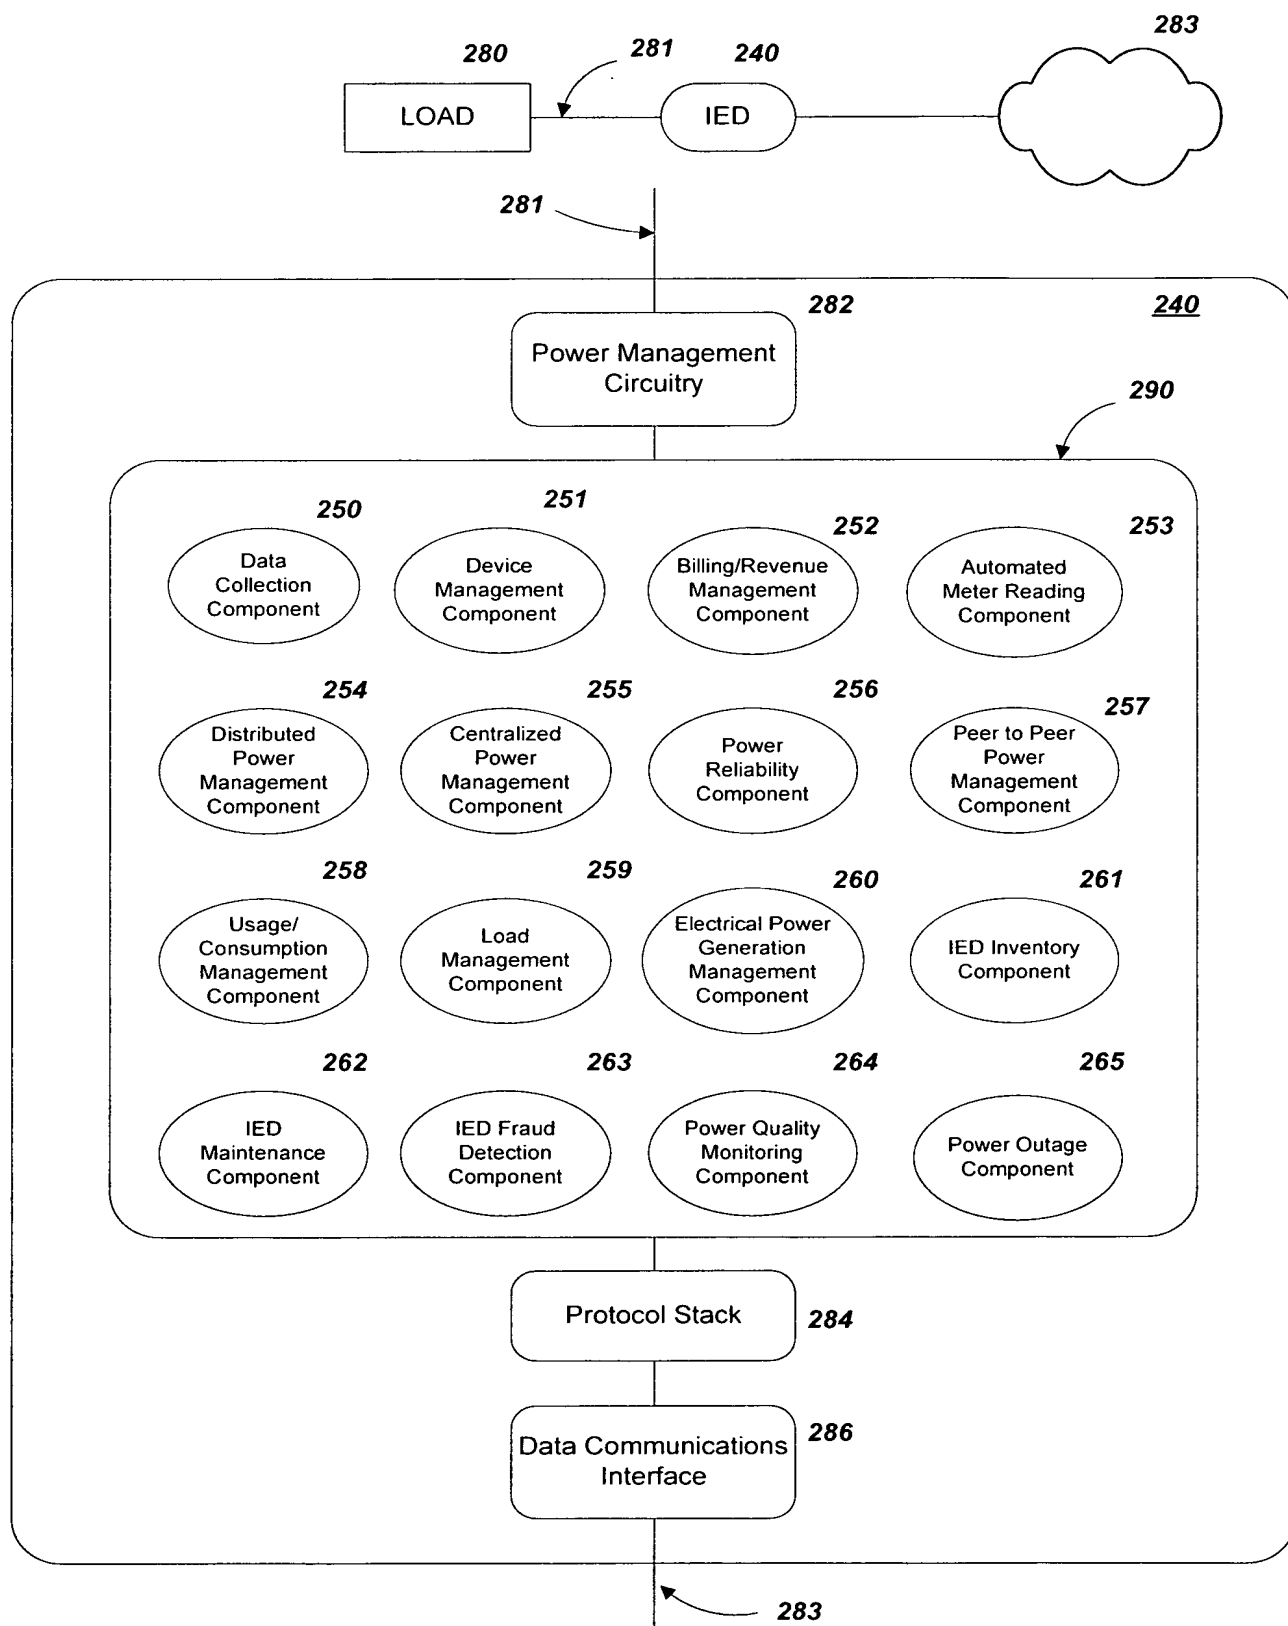 280
281
240
283
LOAD
IED
281
240
282
Power Management
Circuitry
290
250
251
252
253
Data
Collection
Component
Device
Management
Component
Billing/Revenue
Management
Component
Automated
Meter Reading
Component
254
255
256
257
Distributed
Power
Management
Component
Centralized
Power
Management
Component
Power
Reliability
Component
Peer to Peer
Power
Management
Component
258
259
260
261
Usage/
Consumption
Management
Component
Load
Management
Component
Electrical Power
Generation
Management
Component
IED Inventory
Component
262
263
264
265
IED
Maintenance
Component
IED Fraud
Detection
Component
Power Quality
Monitoring
Component
Power Outage
Component
Protocol Stack
284
Data Communications
Interface
286
283